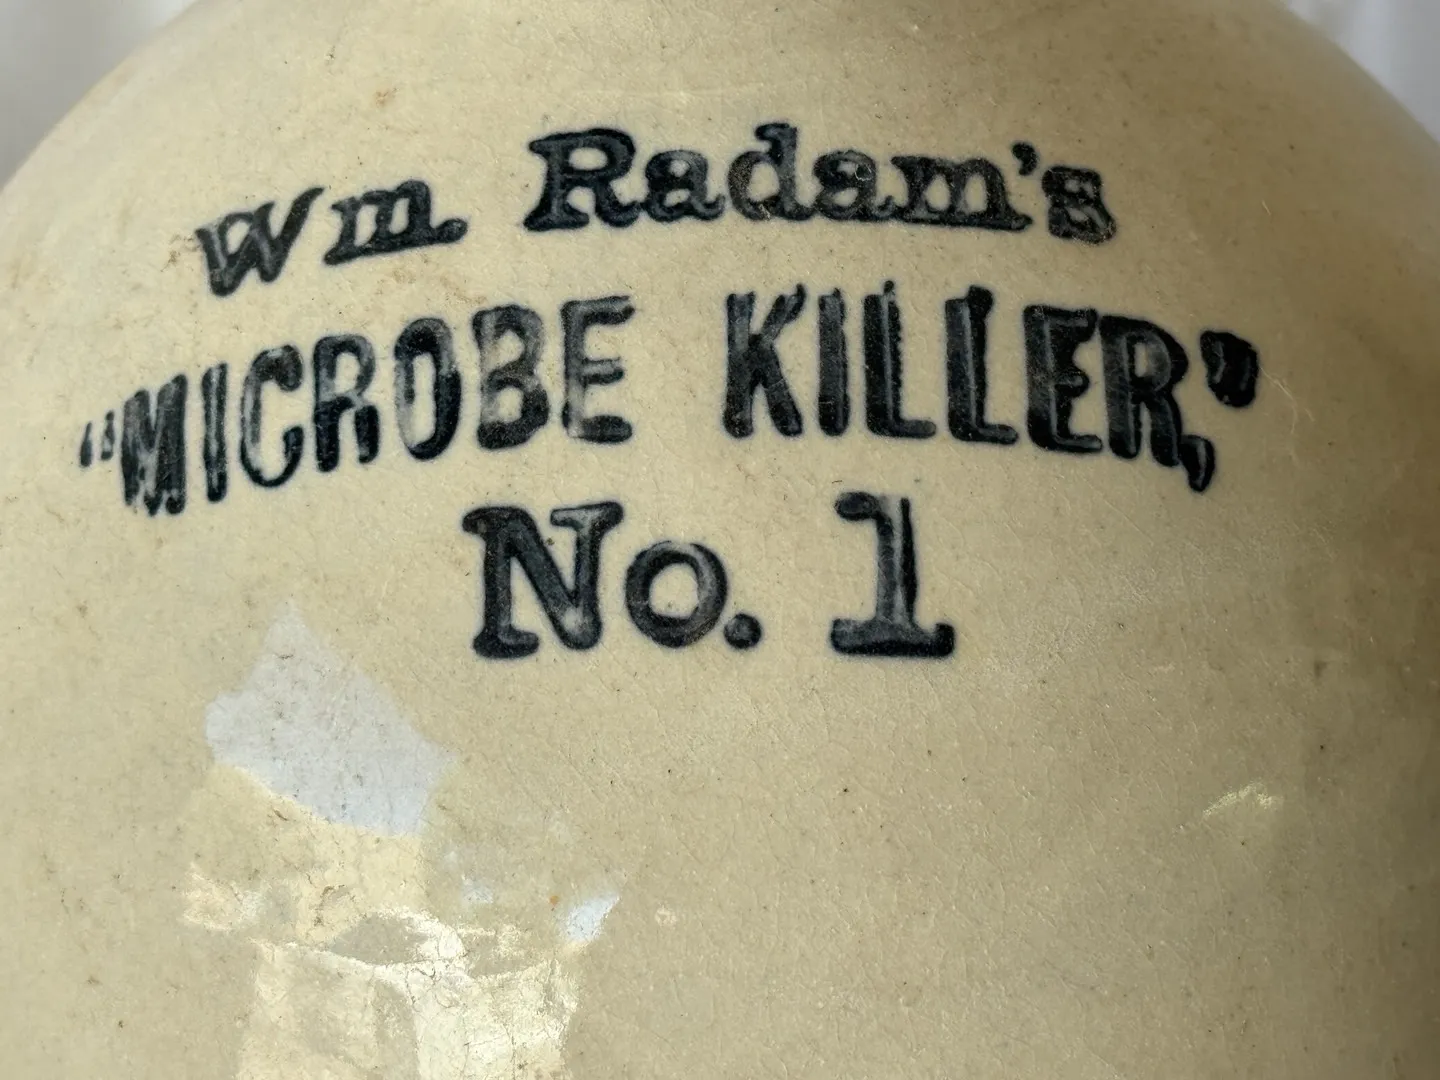 Wm. Radam's
"MICROBE KILLER,"
No. 1